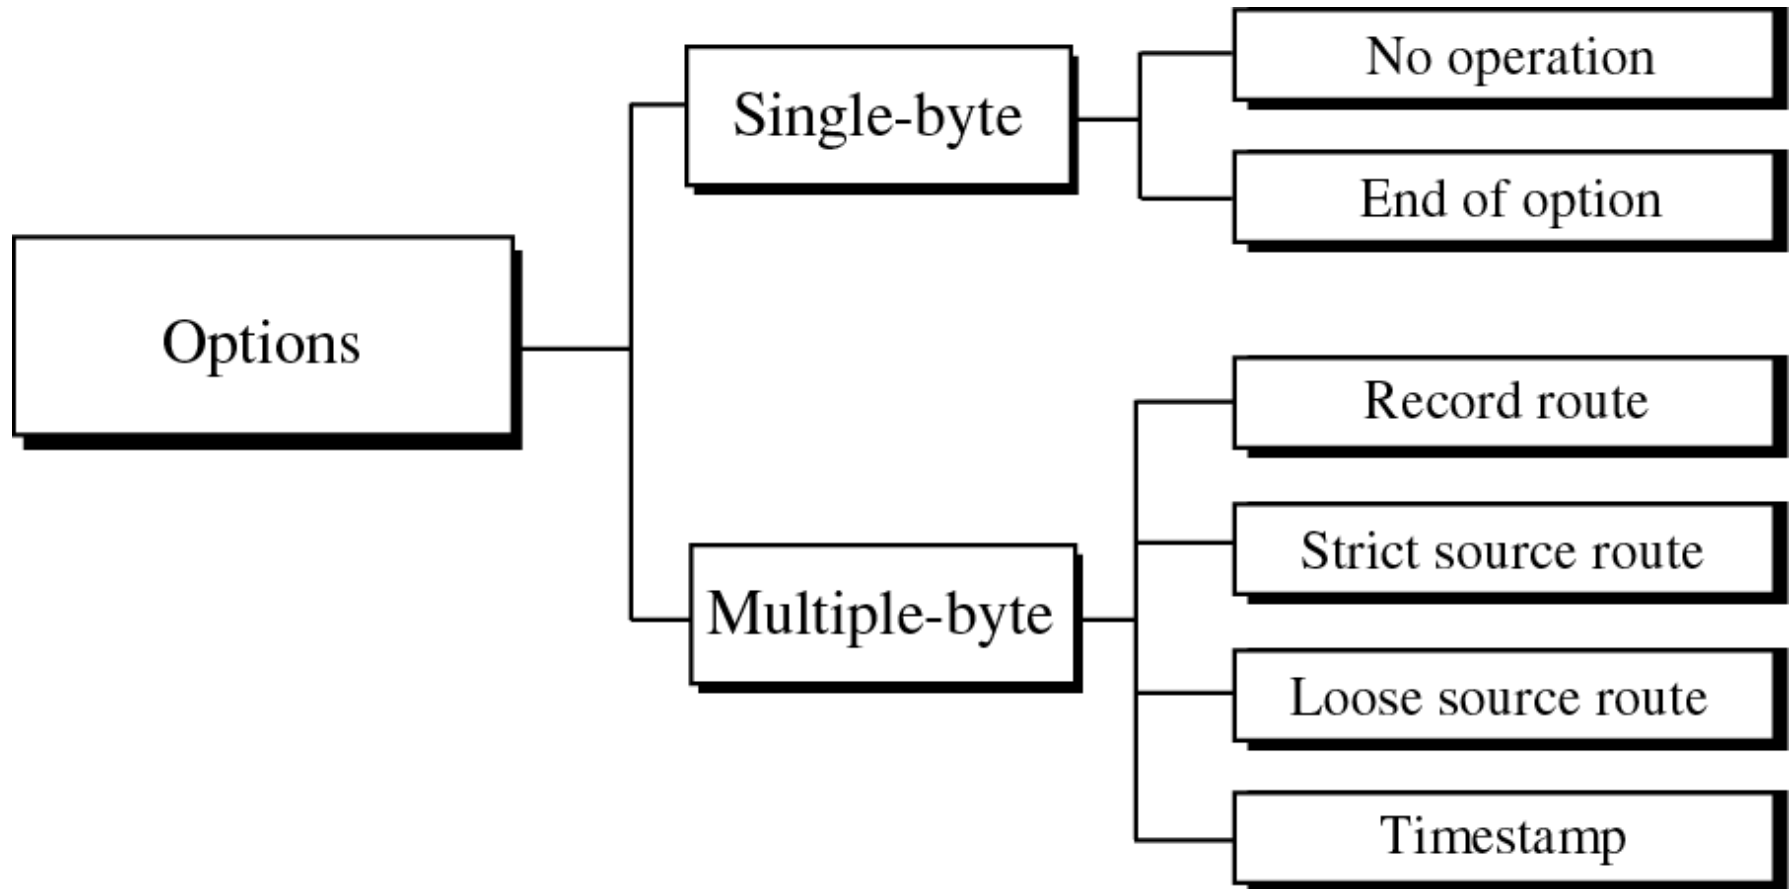 Options
Single-byte
No operation
End of option
Multiple-byte
Record route
Strict source route
Loose source route
Timestamp